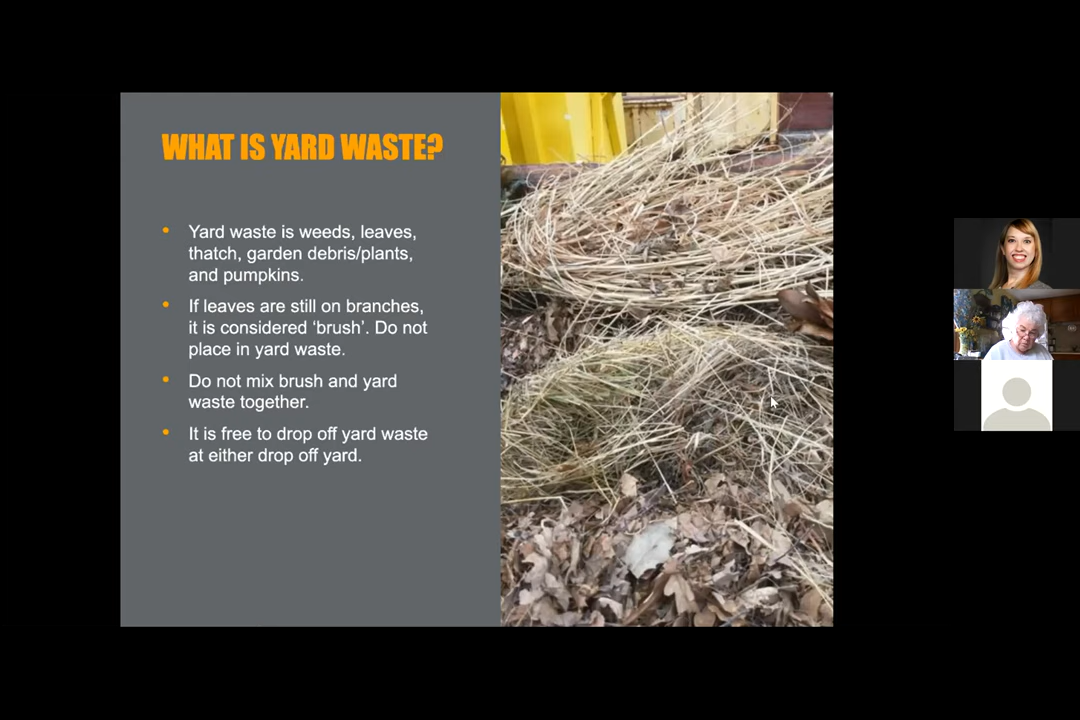 WHAT IS YARD WASTE?
• Yard waste is weeds, leaves,
thatch, garden debris/plants,
and pumpkins.
• If leaves are still on branches,
it is considered ‘brush’. Do not
place in yard waste.
• Do not mix brush and yard
waste together.
• It is free to drop off yard waste
at either drop off yard.